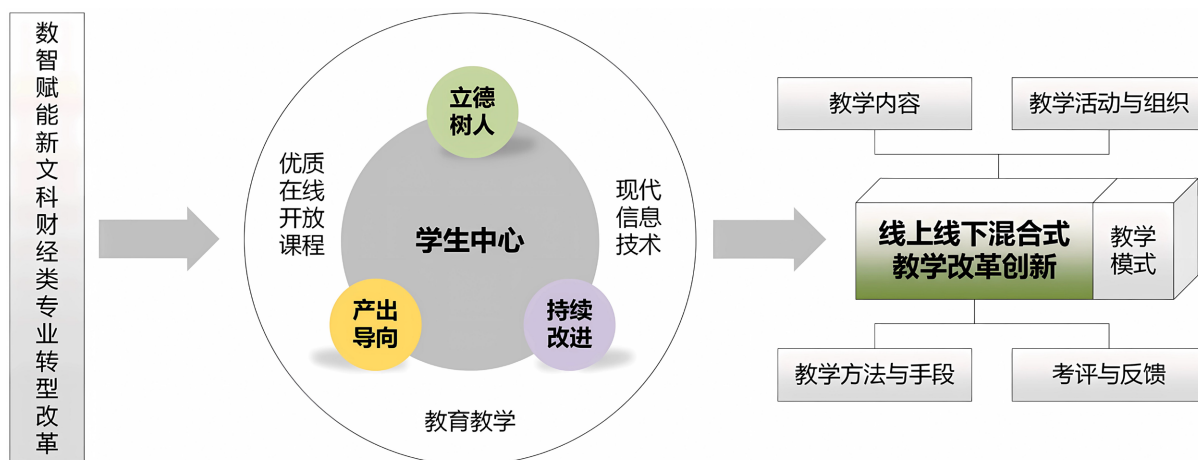 数智赋能新文科财经类专业转型改革
立德
树人
优质
在线
开放
课程
学生中心
现代
信息
技术
产出
导向
持续
改进
教育教学
教学内容
教学活动与组织
线上线下混合式
教学改革创新
教学
模式
教学方法与手段
考评与反馈